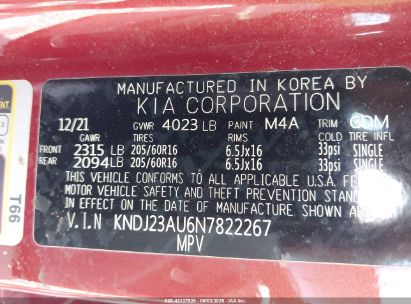 MANUFACTURED IN KOREA BY
KIA CORPORATION
12/21 GVWR 4023 LB PAINT M4A TRIM GDM
GAWR TIRES RIMS COLD TIRE INFL
FRONT 2315 LB 205/60R16 6.5Jx16 33psi SINGLE
REAR 2094 LB 205/60R16 6.5Jx16 33psi SINGLE
THIS VEHICLE CONFORMS TO ALL APPLICABLE U.S.A. FE
MOTOR VEHICLE SAFETY AND THEFT PREVENTION STANDARD
IN EFFECT ON THE DATE OF MANUFACTURE SHOWN ABO
V.I.N KNDJ23AU6N7822267
MPV
T66
3